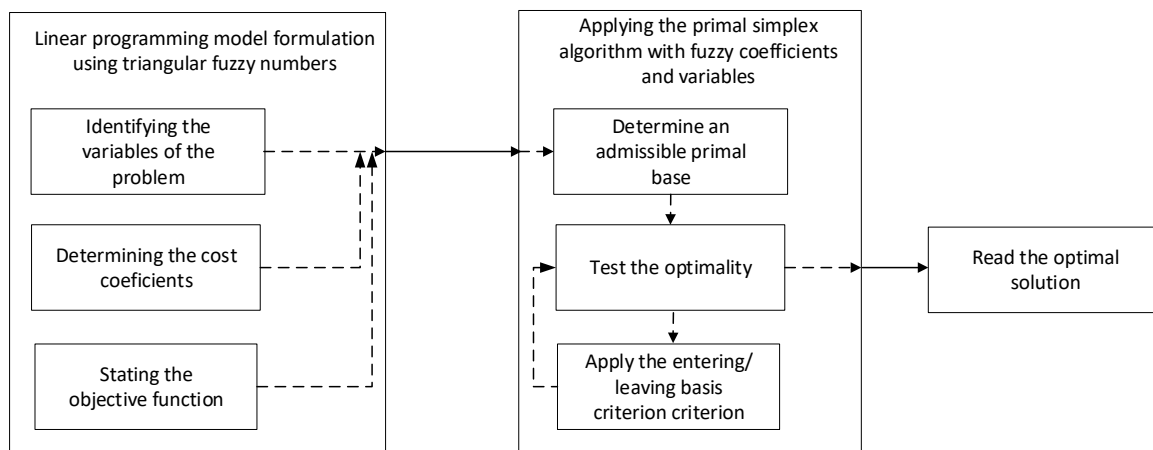 Linear programming model formulation
using triangular fuzzy numbers
Identifying the
variables of the
problem
Determining the cost
coeficients
Stating the
objective function
Applying the primal simplex
algorithm with fuzzy coefficients
and variables
Determine an
admissible primal
base
Test the optimality
Apply the entering/
leaving basis
criterion criterion
Read the optimal
solution